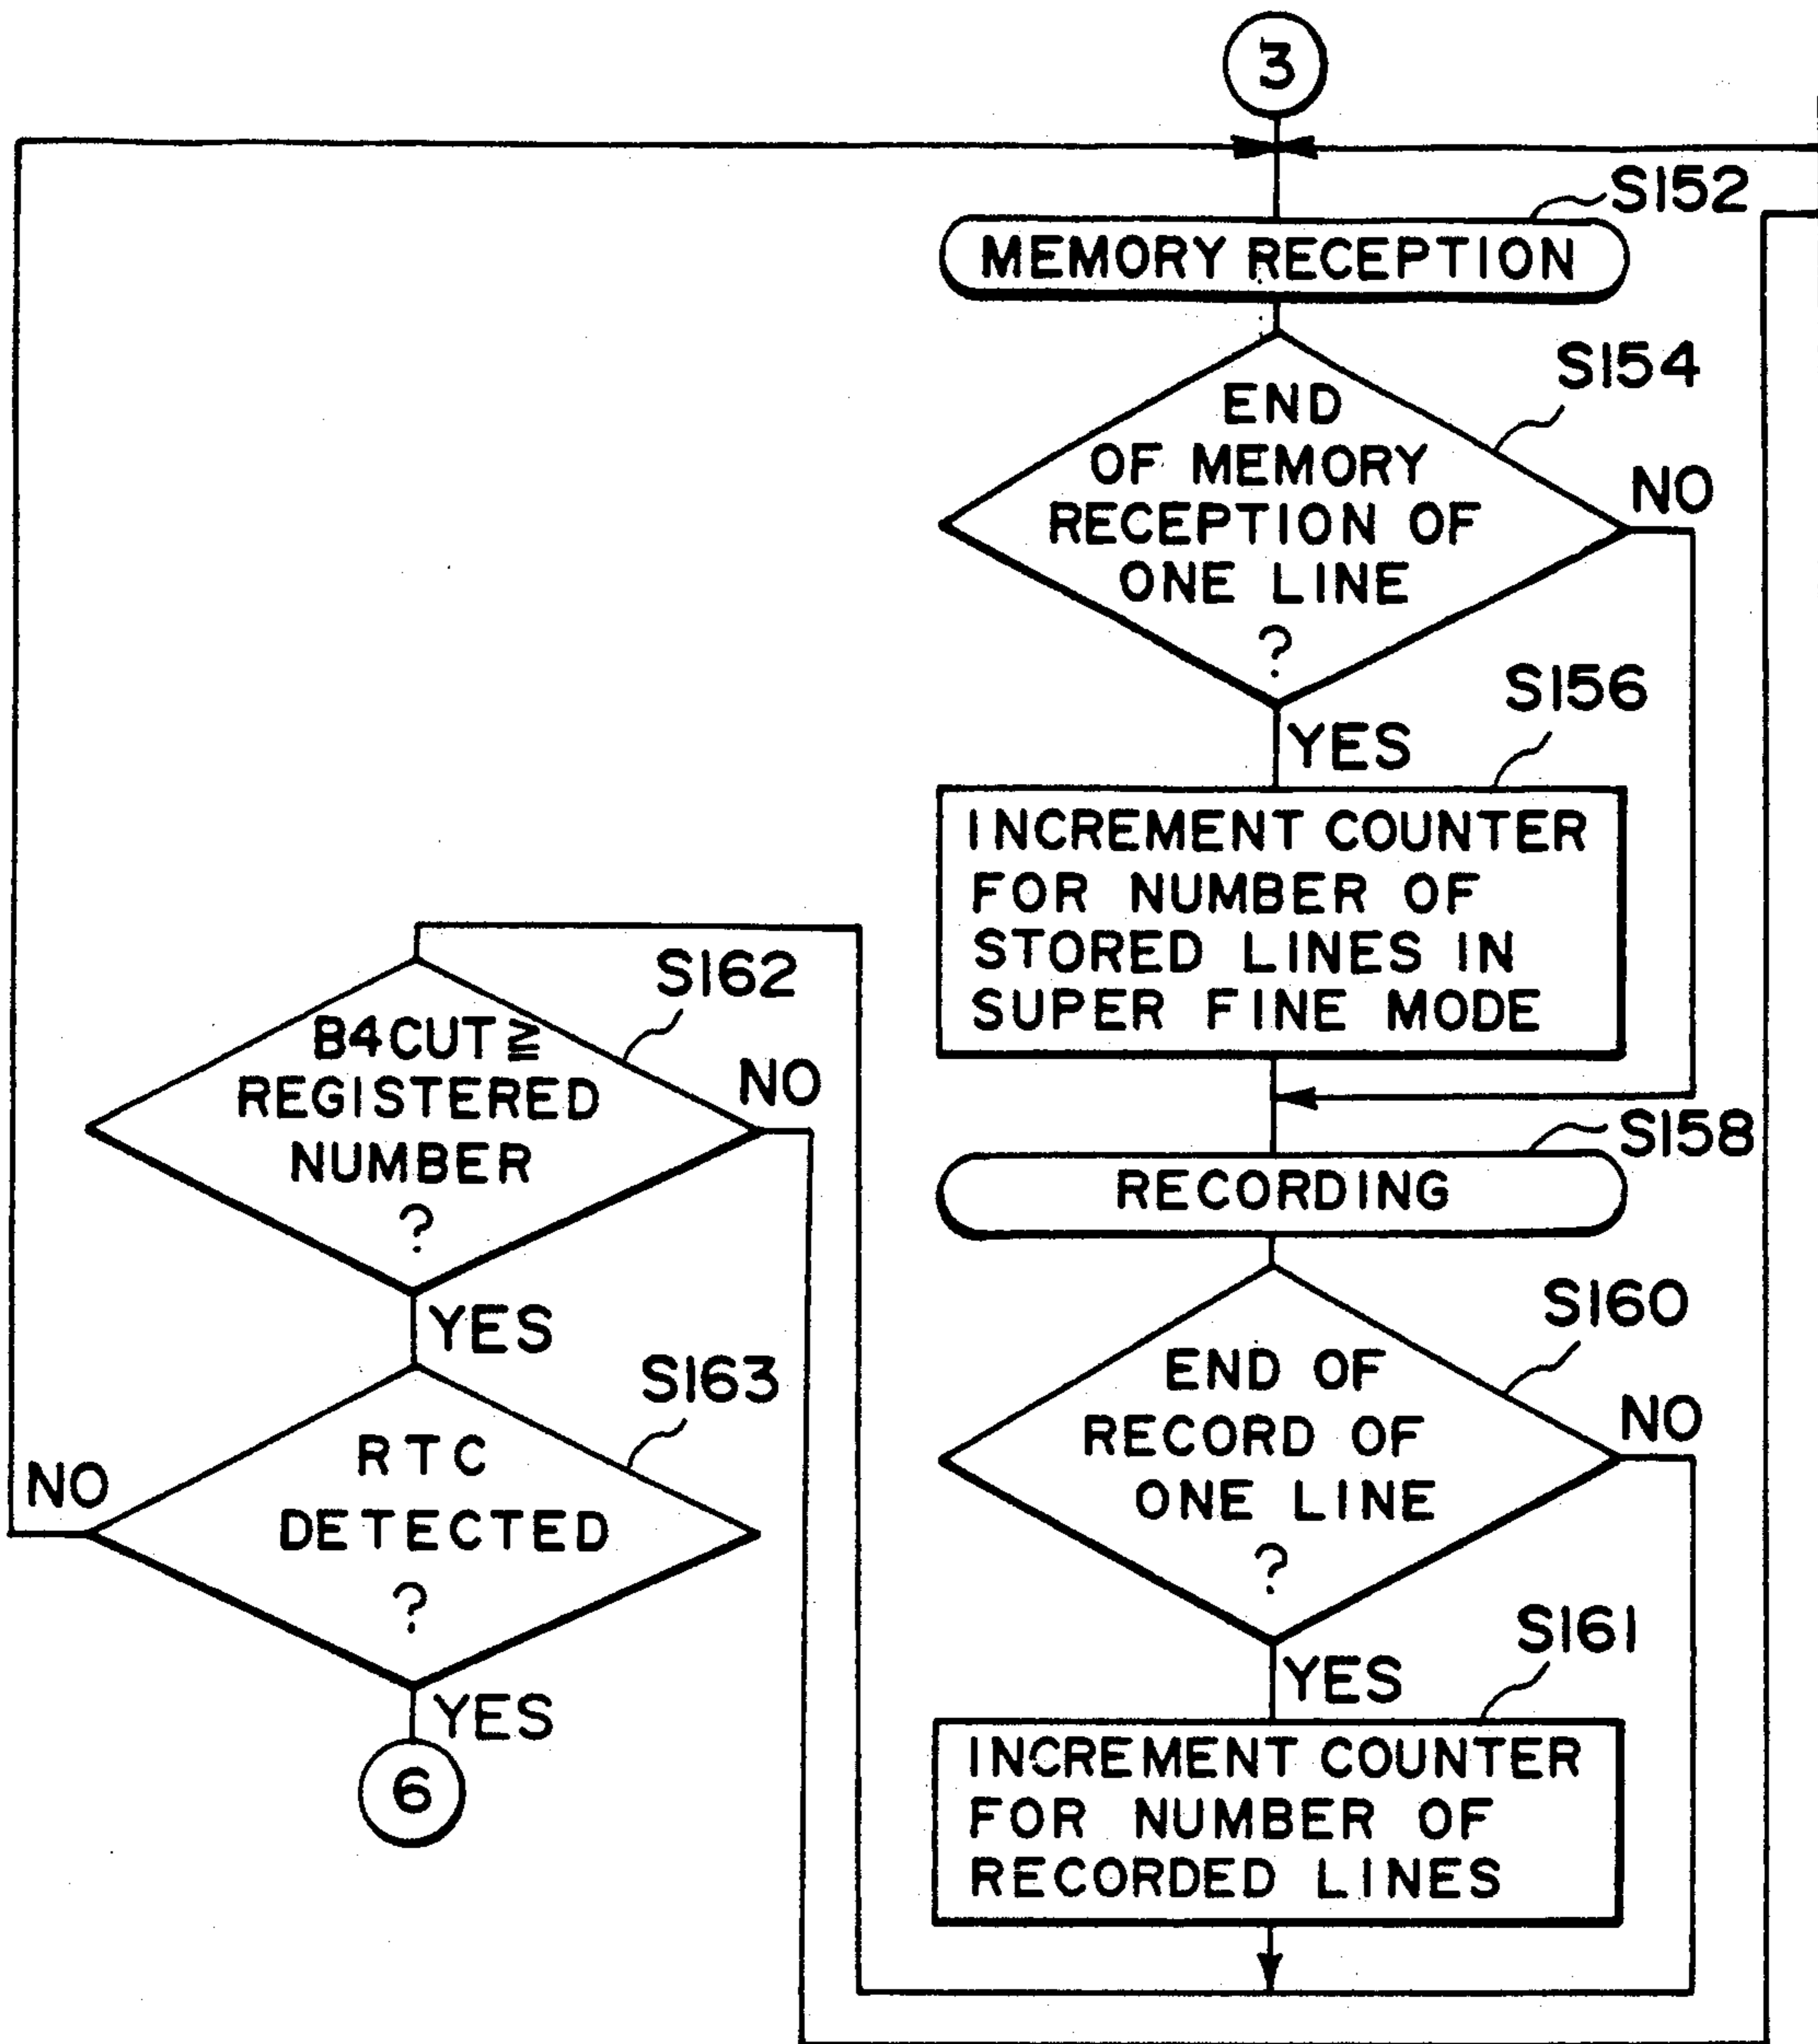 3
S152
MEMORY RECEPTION
S154
END
OF MEMORY
RECEPTION OF
ONE LINE
?
NO
YES
S156
INCREMENT COUNTER
FOR NUMBER OF
STORED LINES IN
SUPER FINE MODE
S158
RECORDING
S160
END OF
RECORD OF
ONE LINE
?
NO
YES
S161
INCREMENT COUNTER
FOR NUMBER OF
RECORDED LINES
S162
B4CUT≧
REGISTERED
NUMBER
?
NO
YES
S163
RTC
DETECTED
?
NO
YES
6